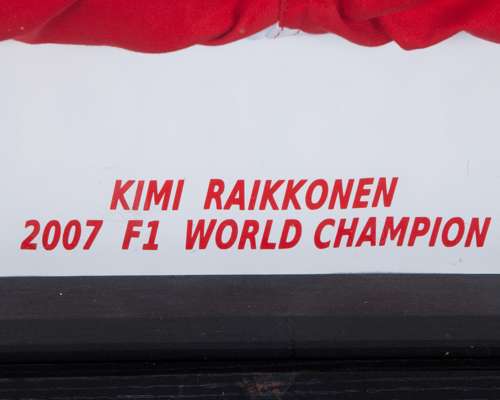 KIMI RAIKKONEN
2007 F1 WORLD CHAMPION